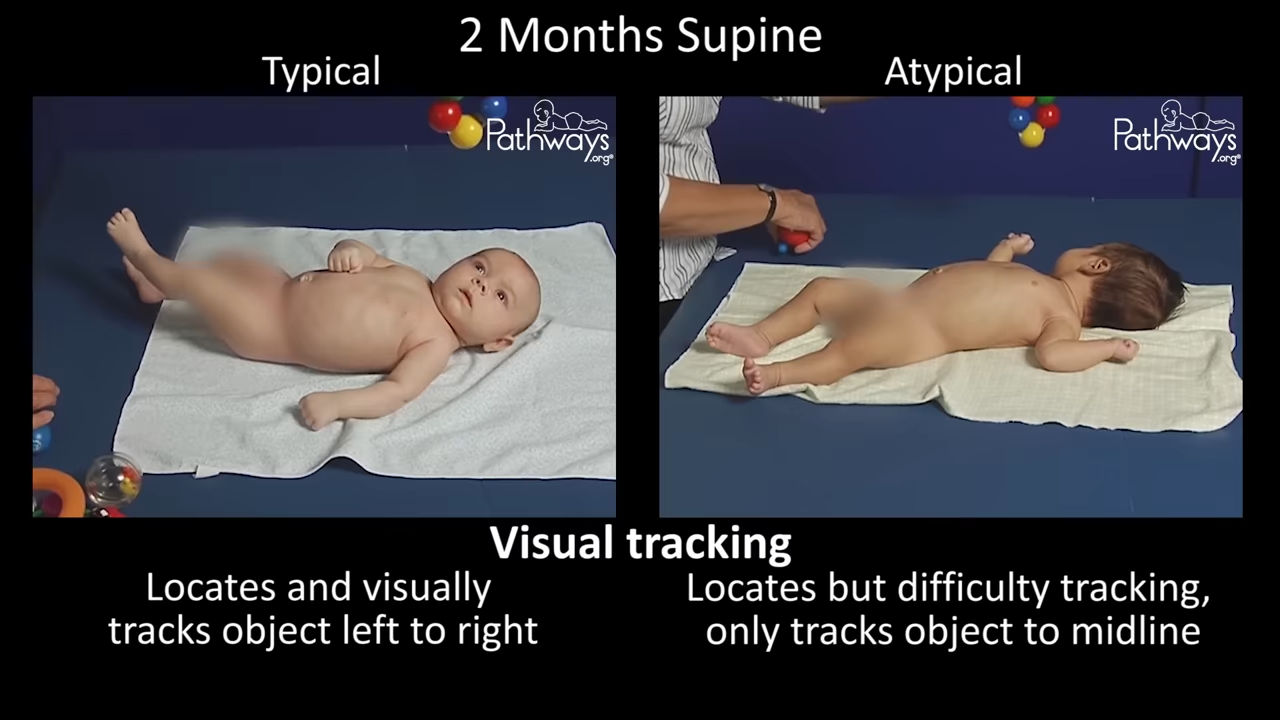 2 Months Supine
Typical
Atypical
Pathways
.org®
Pathways
.org®
Visual tracking
Locates and visually
tracks object left to right
Locates but difficulty tracking,
only tracks object to midline